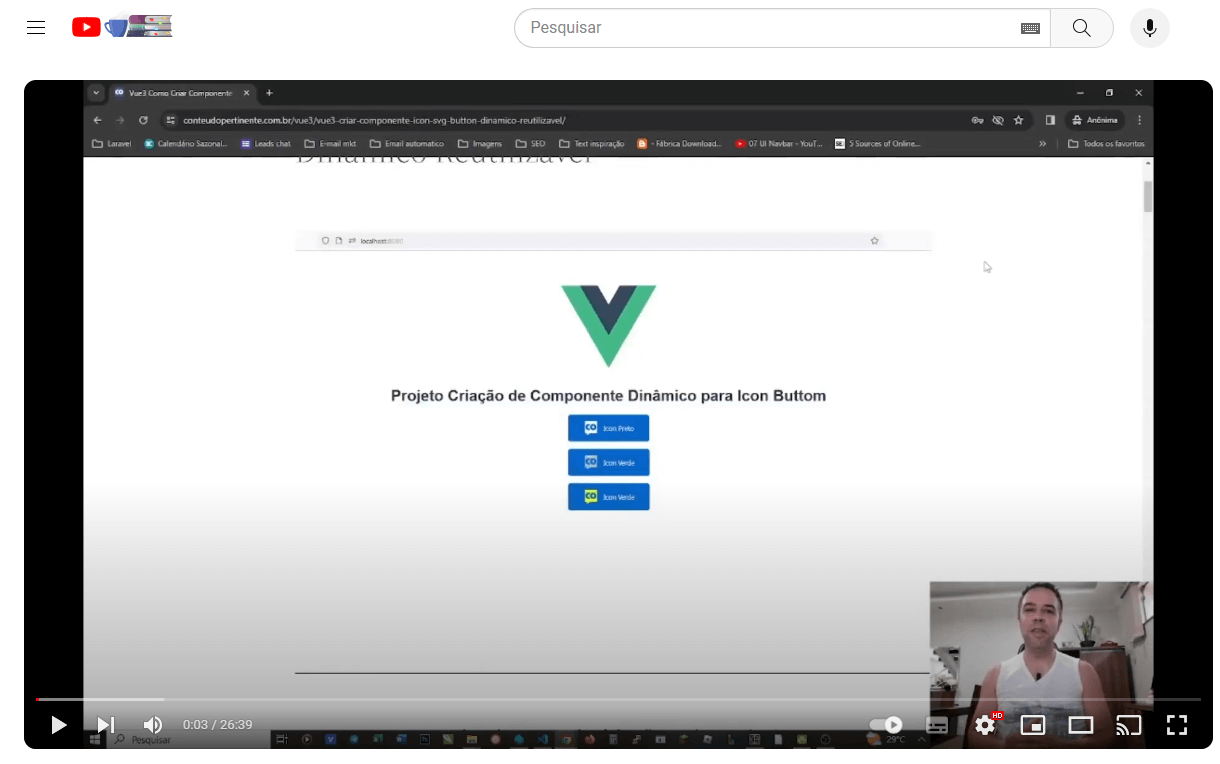 Pesquisar
Vue3 Como Criar Componente
conteudopertinente.com.br/vue3/vue3-criar-componente-icon-svg-button-dinamico-reutilizavel/
Anônima
Laravel Calendário Sazonal... Leads chat E-mail mkt Email automatico Imagens SEO Text inspiração - Fábrica Download... 07 UI Navbar - YouT... 5 Sources of Online... » Todos os favoritos
Dinâmico Reutilizável
localhost:8080
Projeto Criação de Componente Dinâmico para Icon Buttom
CO Icon Preto
CO Icon Verde
CO Icon Verde
0:03 / 26:39
HD
Pesquisar
29°C